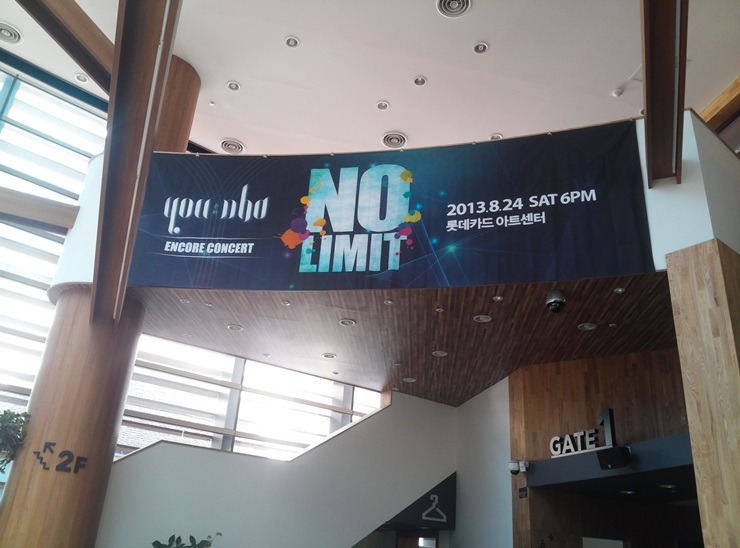 ENCORE CONCERT
NO
LIMIT
2013.8.24 SAT 6PM
롯데카드 아트센터
GATE 1
2F